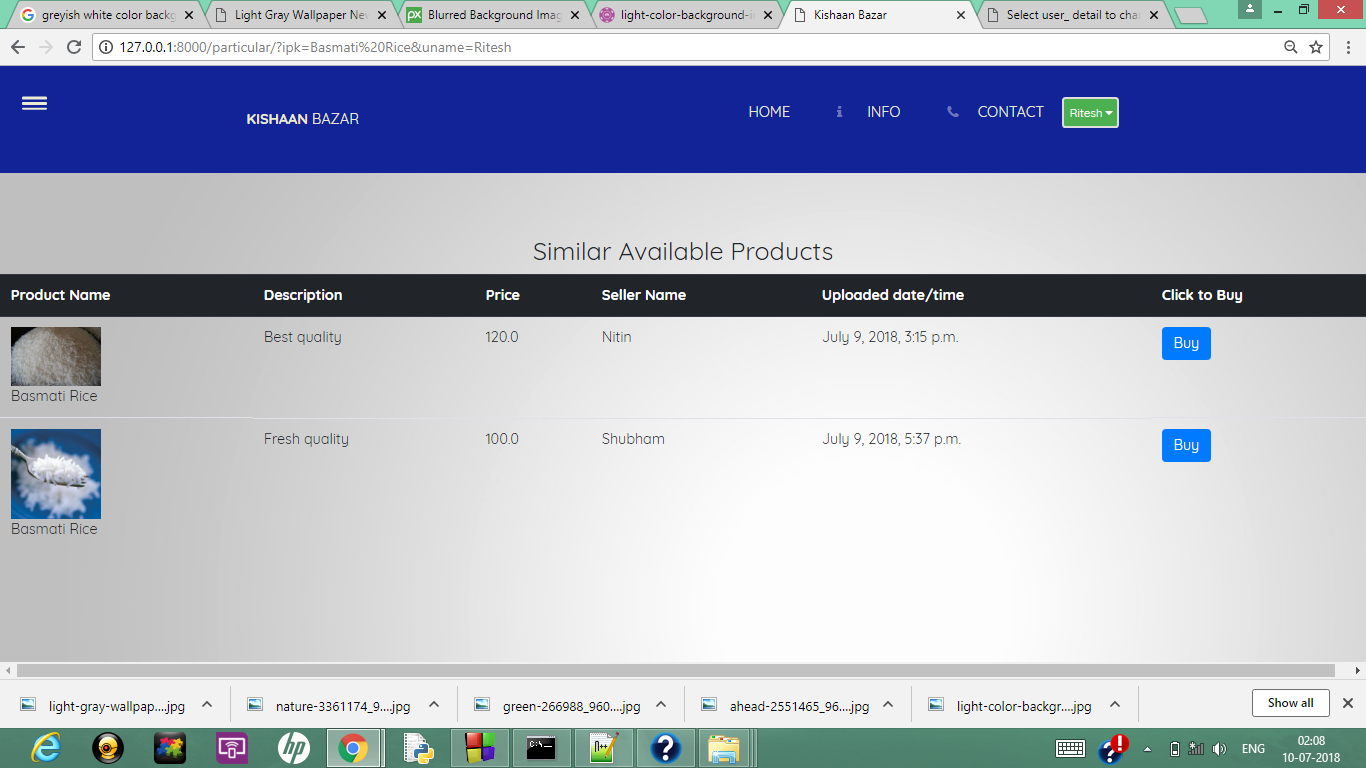 greyish white color backg
Light Gray Wallpaper Nev
px Blurred Background Imag
light-color-background-i
Kishaan Bazar
Select user_ detail to char
127.0.0.1:8000/particular/?ipk=Basmati%20Rice&uname=Ritesh
KISHAAN BAZAR
HOME
INFO
CONTACT
Ritesh
Similar Available Products
Product Name Description Price Seller Name Uploaded date/time Click to Buy
Best quality 120.0 Nitin July 9, 2018, 3:15 p.m. Buy
Basmati Rice
Fresh quality 100.0 Shubham July 9, 2018, 5:37 p.m. Buy
Basmati Rice
light-gray-wallpap....jpg
nature-3361174_9....jpg
green-266988_960....jpg
ahead-2551465_96....jpg
light-color-backgr....jpg
Show all
hp
C:\_
ENG
02:08
10-07-2018